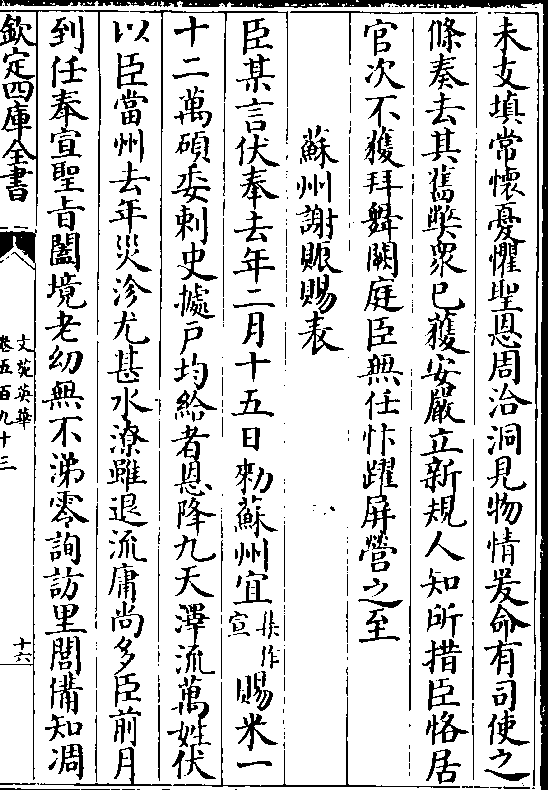 未支填常懷憂懼聖恩周洽洞見物情爰命有司使之
條奏去其舊弊衆已獲安嚴立新規人知所措臣恪居
官次不獲拜舞闕庭臣無任忭躍屏營之至
蘇州謝賑賜表
臣某言伏奉去年二月十五日勑蘇州宜集作宣賜米一
十二萬碩委刺史據戸均給者恩降九天澤流萬姓伏
以臣當州去年災沴尤甚水潦雖退流庸尚多臣前月
到任奉宣聖旨闔境老幼無不涕零詢訪里閭備知凋
欽定四庫全書
文苑英華
卷五百九十三
十六